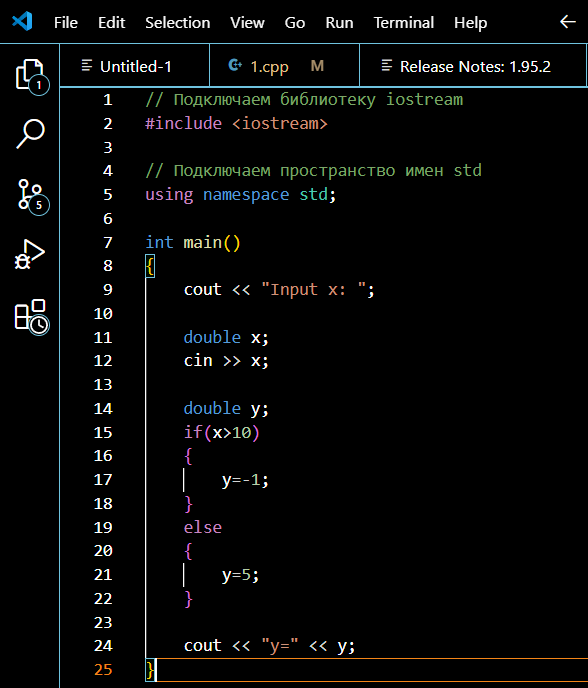 File Edit Selection View Go Run Terminal Help
Untitled-1 1.cpp M Release Notes: 1.95.2
1
5
1 // Подключаем библиотеку iostream
2 #include <iostream>
3
4 // Подключаем пространство имен std
5 using namespace std;
6
7 int main()
8 {
9 cout << "Input x: ";
10
11 double x;
12 cin >> x;
13
14 double y;
15 if(x>10)
16 {
17 y=-1;
18 }
19 else
20 {
21 y=5;
22 }
23
24 cout << "y=" << y;
25 }